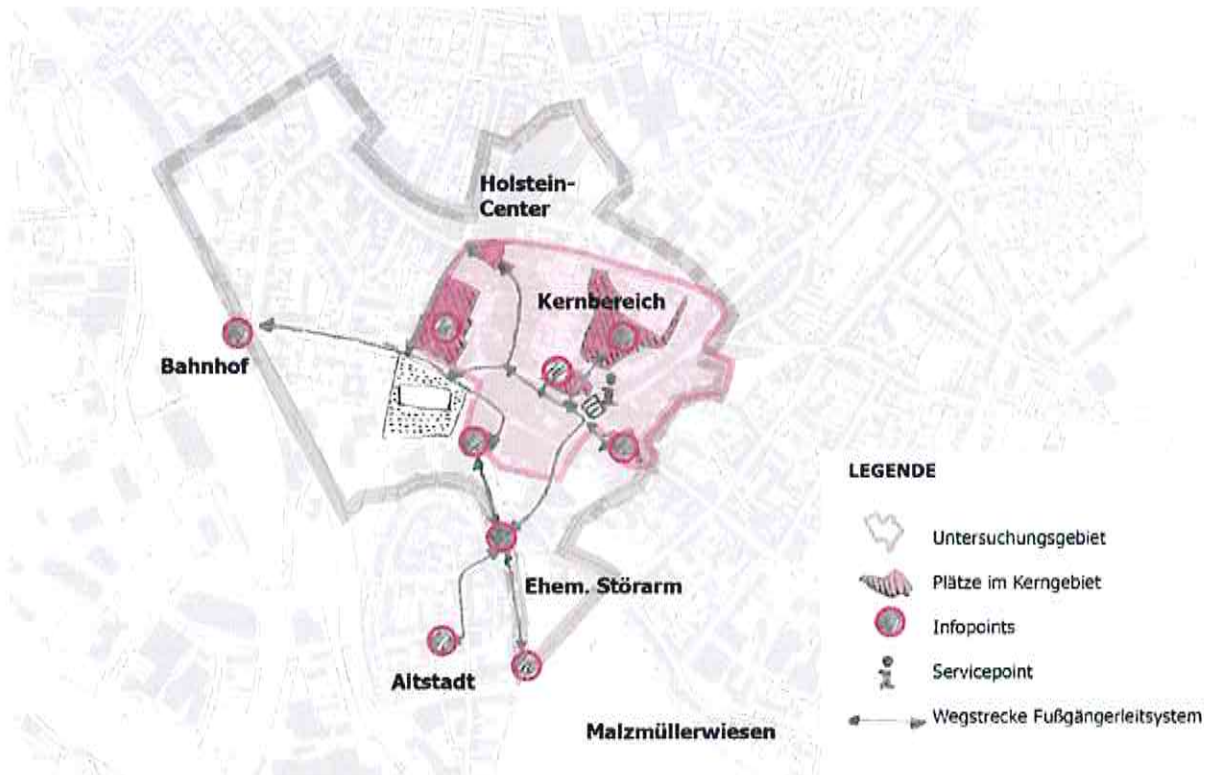 Holstein-
Center
Kernbereich
Bahnhof
Ehem. Störarm
Altstadt
Malzmüllerwiesen
LEGENDE
Untersuchungsgebiet
Plätze im Kerngebiet
Infopoints
Servicepoint
Wegstrecke Fußgängerleitsystem